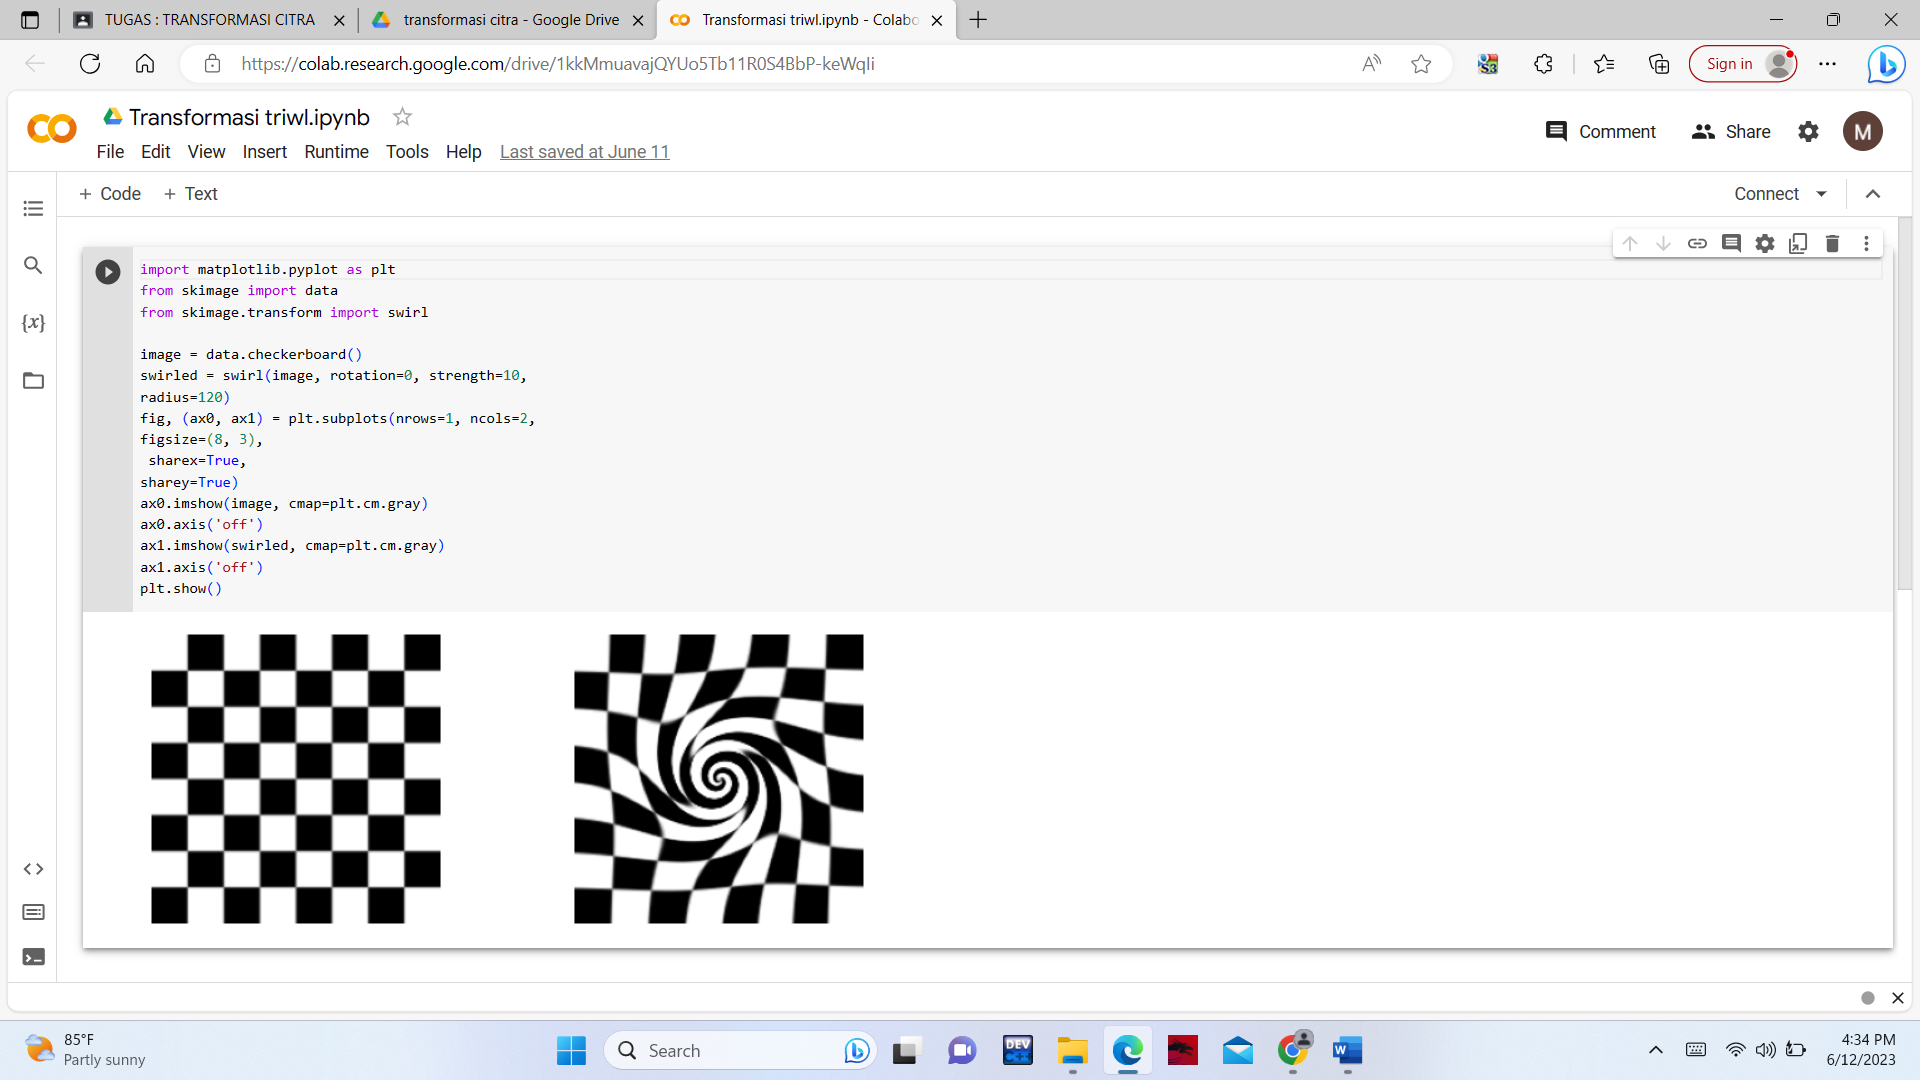 TUGAS : TRANSFORMASI CITRA
transformasi citra - Google Drive
Transformasi triwl.ipynb - Colabo
https://colab.research.google.com/drive/1kkMmuavajQYUo5Tb11R0S4BbP-keWqIi
Sign in
Transformasi triwl.ipynb
File Edit View Insert Runtime Tools Help Last saved at June 11
Comment
Share
M
+ Code + Text
Connect
import matplotlib.pyplot as plt
from skimage import data
from skimage.transform import swirl
image = data.checkerboard()
swirled = swirl(image, rotation=0, strength=10,
radius=120)
fig, (ax0, ax1) = plt.subplots(nrows=1, ncols=2,
figsize=(8, 3),
sharex=True,
sharey=True)
ax0.imshow(image, cmap=plt.cm.gray)
ax0.axis('off')
ax1.imshow(swirled, cmap=plt.cm.gray)
ax1.axis('off')
plt.show()
{x}
85°F
Partly sunny
Search
DEV
C++
W
4:34 PM
6/12/2023